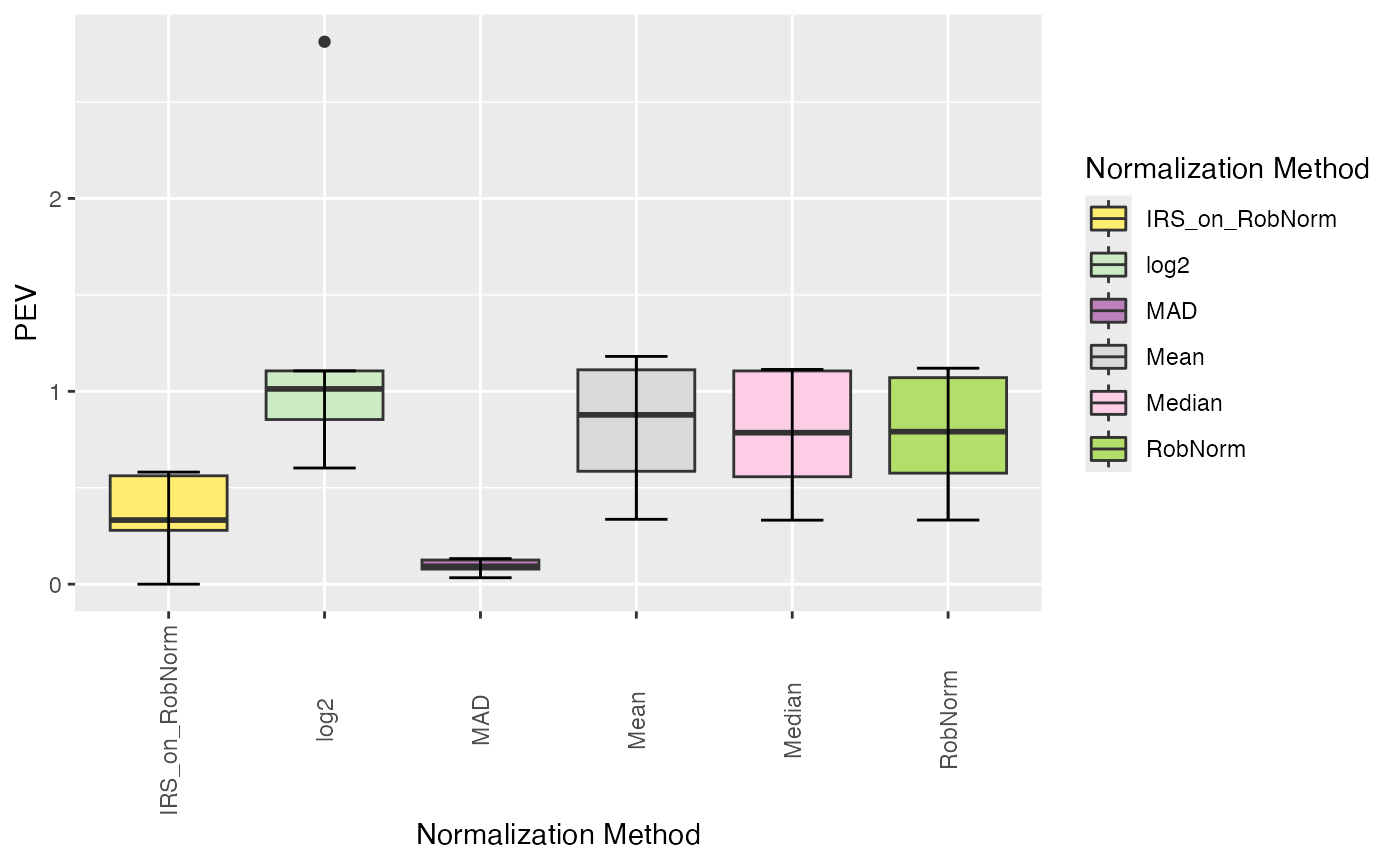 PEV
2
1
0
IRS_on_RobNorm
log2
MAD
Mean
Median
RobNorm
Normalization Method
Normalization Method
IRS_on_RobNorm
log2
MAD
Mean
Median
RobNorm